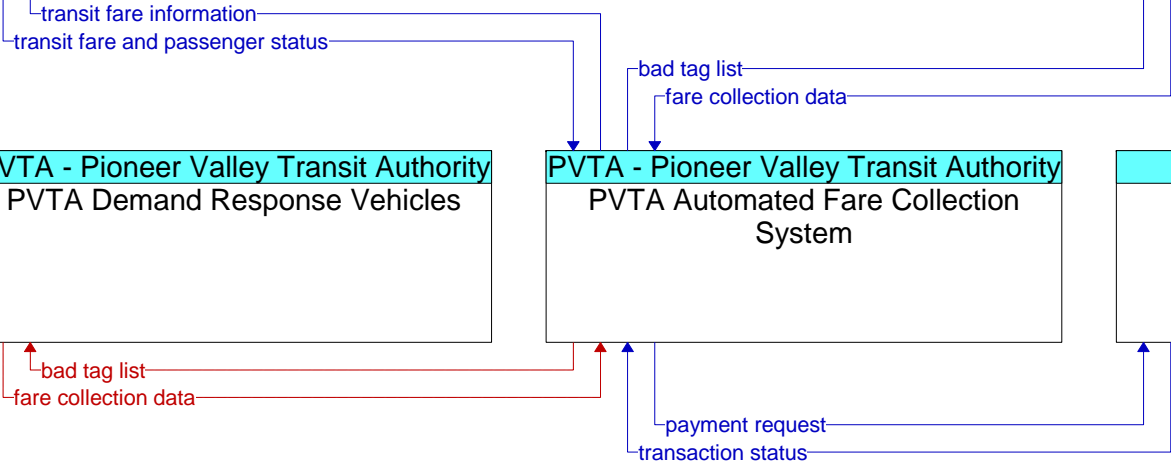 transit fare information
transit fare and passenger status
bad tag list
fare collection data
VTA - Pioneer Valley Transit Authority
PVTA Demand Response Vehicles
PVTA - Pioneer Valley Transit Authority
PVTA Automated Fare Collection
System
bad tag list
fare collection data
payment request
transaction status